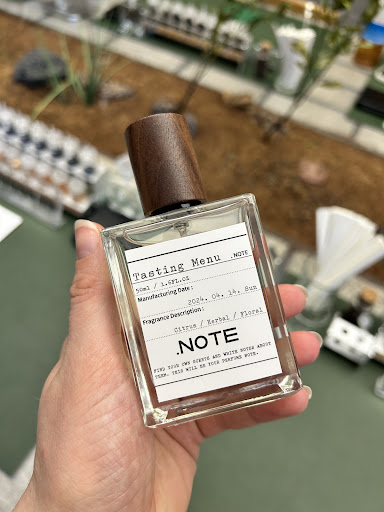 Tasting Menu .NOTE
50ml / 1.6FL.OZ
Manufacturing Date :
2024. 04. 14. Sun
Fragrance Description :
Citrus / Herbal / Floral
.NOTE
FIND YOUR OWN SCENTS AND WRITE NOTES ABOUT
THEM. THIS WILL BE YOUR PERFUME NOTE.